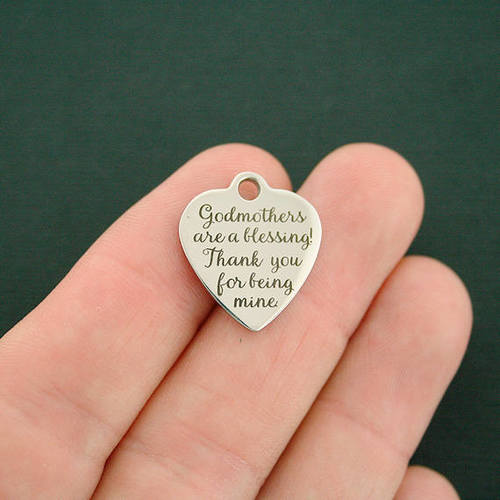 Godmothers
are a blessing!
Thank you
for being
mine.